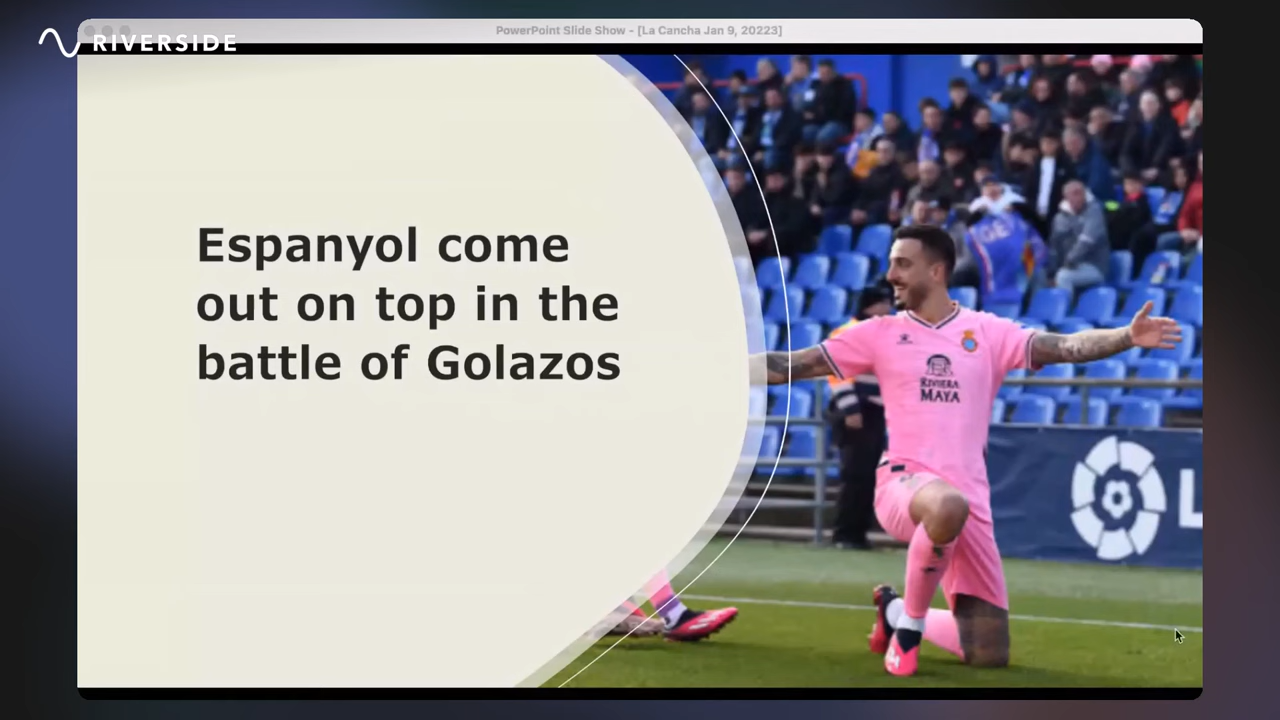 PowerPoint Slide Show - [La Cancha Jan 9, 20223]
RIVERSIDE
Espanyol come
out on top in the
battle of Golazos
RIVIERA
MAYA
GE
L